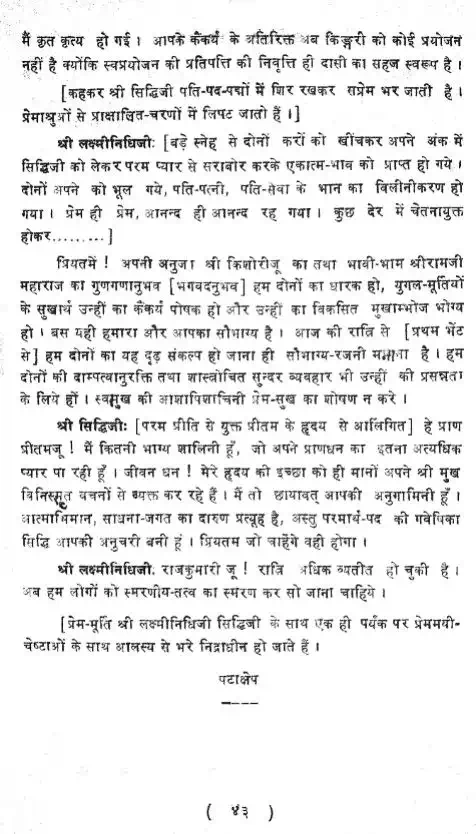 मैं कृत कृत्य हो गई । आपके कैंकर्य के अतिरिक्त अब किङ्करी को कोई प्रयोजन
नहीं है क्योंकि स्वप्रयोजन की प्रतिपत्ति की निवृत्ति ही दासी का सहज स्वरूप है ।
[कहकर श्री सिद्धिजी पति-पद-पद्मों में शिर रखकर सप्रेम भर जाती है ।
प्रेमाश्रुओं से प्राक्षालित-चरणों में लिपट जाती हैं ।]
श्री लक्ष्मीनिधिजीः [बड़े स्नेह से दोनों करों को खींचकर अपने अंक में
सिद्धिजी को लेकर परम प्यार से सराबोर करके एकात्म-भाव को प्राप्त हो गये ।
दोनों अपने को भूल गये, पति-पत्नी, पति-सेवा के भान का विलीनीकरण हो
गया । प्रेम ही प्रेम, आनन्द ही आनन्द रह गया । कुछ देर में चेतनायुक्त
होकर.........]
प्रियतमे ! अपनी अनुजा श्री किशोरीजू का तथा भावी-भाम श्रीरामजी
महाराज का गुणगणानुभव [भगवदनुभव] हम दोनों का धारक हो, युगल-मूर्तियों
के सुखार्थ उन्हीं का कैंकर्य पोषक हो और उन्हीं का विकसित मुखाम्भोज भोग्य
हो । बस यही हमारा और आपका सौभाग्य है । आज की रात्रि से [प्रथम भेंट
से] हम दोनों का यह दृढ़ संकल्प हो जाना ही सौभाग्य-रजनी मनाना है । हम
दोनों की दाम्पत्वानुरक्ति तथा शास्त्रोचित सुन्दर व्यवहार भी उन्हीं की प्रसन्नता
के लिये हों । स्वमुख की आशापिशाचिनी प्रेम-सुख का शोषण न करे ।
श्री सिद्धिजीः [परम प्रीति से युक्त प्रीतम के हृदय से आलिंगित] हे प्राण
प्रीतमजू ! मैं कितनी भाग्य शालिनी हूँ, जो अपने प्राणधन का इतना अत्यधिक
प्यार पा रही हूँ । जीवन धन ! मेरे हृदय की इच्छा को ही मानों अपने श्री मुख
विनिस्सृत वचनों से व्यक्त कर रहे हैं । मैं तो छायावत् आपकी अनुगामिनी हूँ ।
आत्माभिमान, साधना-जगत का दारुण प्रत्यूह है, अस्तु परमार्थ-पद की गवेषिका
सिद्धि आपकी अनुचरी बनी हूं । प्रियतम जो चाहेंगे वही होगा ।
श्री लक्ष्मीनिधिजीः राजकुमारी जू ! रात्रि अधिक व्यतीत हो चुकी है ।
अब हम लोगों को स्मरणीय-तत्व का स्मरण कर सो जाना चाहिये ।
[प्रेम-मूर्ति श्री लक्ष्मीनिधिजी सिद्धिजी के साथ एक ही पर्यंक पर प्रेममयी-
चेष्टाओं के साथ आलस्य से भरे निद्राधीन हो जाते हैं ।
पटाक्षेप
( ४३ )